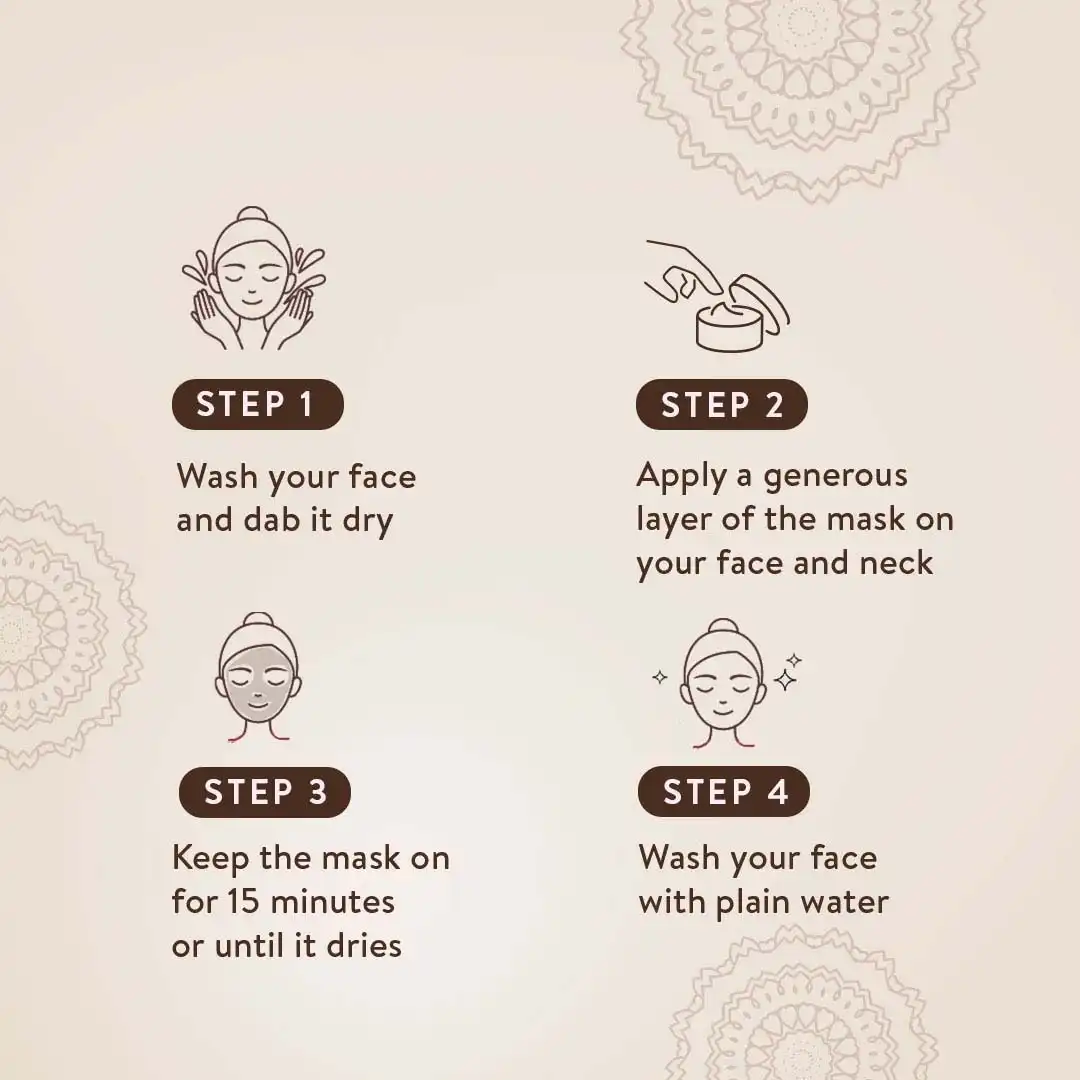 STEP 1
Wash your face
and dab it dry
STEP 2
Apply a generous
layer of the mask on
your face and neck
STEP 3
Keep the mask on
for 15 minutes
or until it dries
STEP 4
Wash your face
with plain water